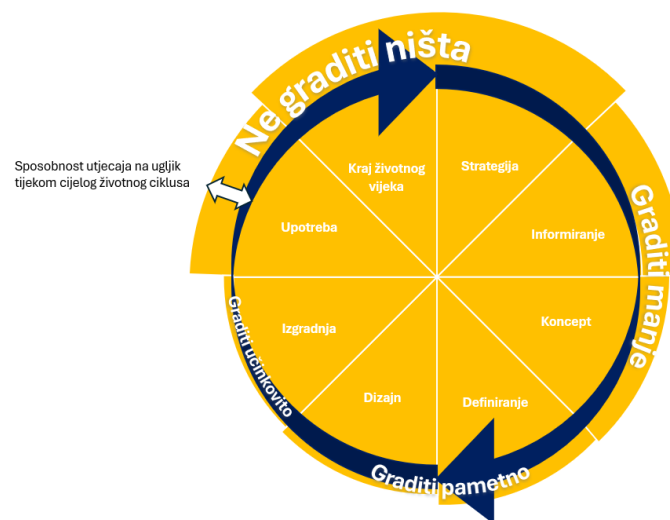 Ne graditi ništa
Sposobnost utjecaja na ugljik
tijekom cijelog životnog ciklusa
Kraj životnog
vijeka
Strategija
Upotreba
Informiranje
Graditi manje
Izgradnja
Koncept
Graditi učinkovito
Dizajn
Definiranje
Graditi pametno